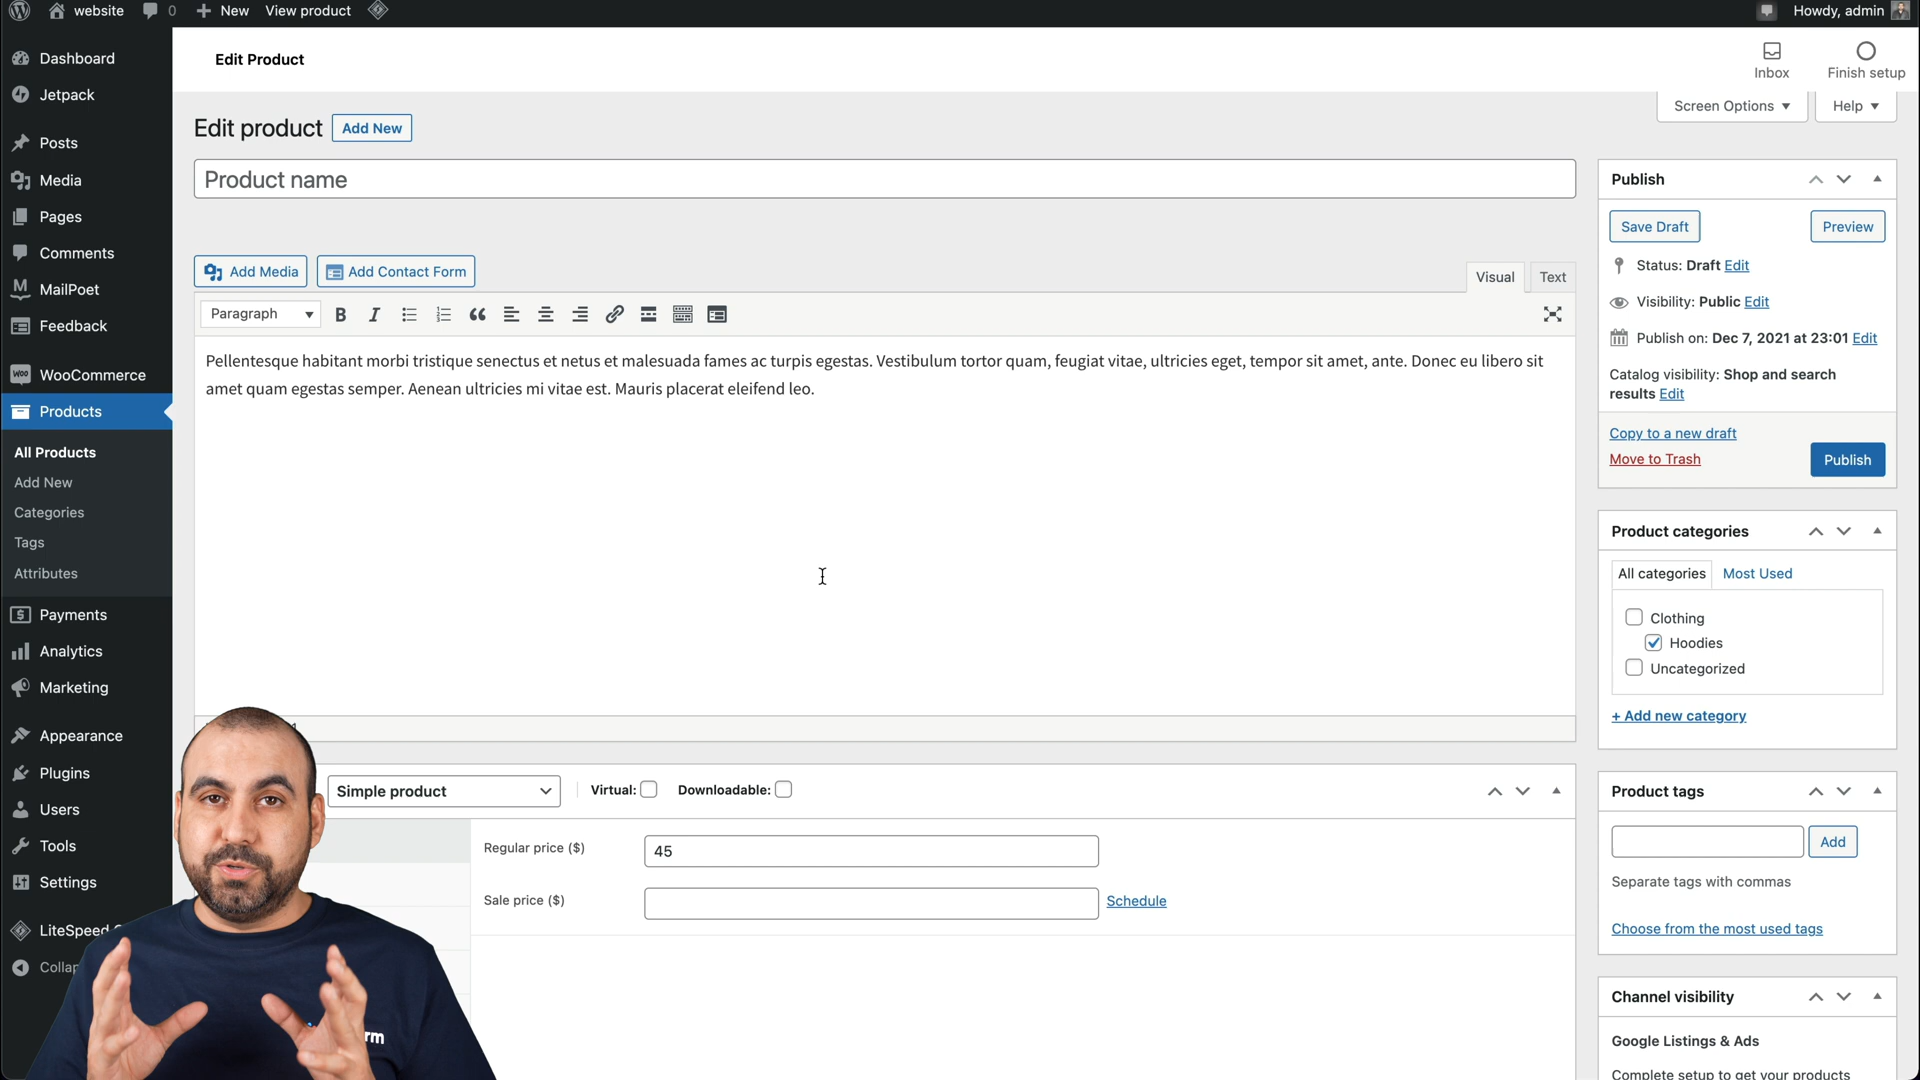 website 0 New View product Howdy, admin
Dashboard
Jetpack
Posts
Media
Pages
Comments
MailPoet
Feedback
WooCommerce
Products
All Products
Add New
Categories
Tags
Attributes
Payments
Analytics
Marketing
Appearance
Plugins
Users
Tools
Settings
LiteSpeed
Collap
Edit Product
Inbox
Finish setup
Screen Options
Help
Edit product Add New
Product name
Add Media Add Contact Form
Visual Text
Paragraph
Pellentesque habitant morbi tristique senectus et netus et malesuada fames ac turpis egestas. Vestibulum tortor quam, feugiat vitae, ultricies eget, tempor sit amet, ante. Donec eu libero sit
amet quam egestas semper. Aenean ultricies mi vitae est. Mauris placerat eleifend leo.
Simple product Virtual: Downloadable:
Regular price ($) 45
Sale price ($) Schedule
rm
Publish
Save Draft Preview
Status: Draft Edit
Visibility: Public Edit
Publish on: Dec 7, 2021 at 23:01 Edit
Catalog visibility: Shop and search
results Edit
Copy to a new draft
Move to Trash
Publish
Product categories
All categories Most Used
Clothing
Hoodies
Uncategorized
+ Add new category
Product tags
Add
Separate tags with commas
Choose from the most used tags
Channel visibility
Google Listings & Ads
Complete setup to get your products